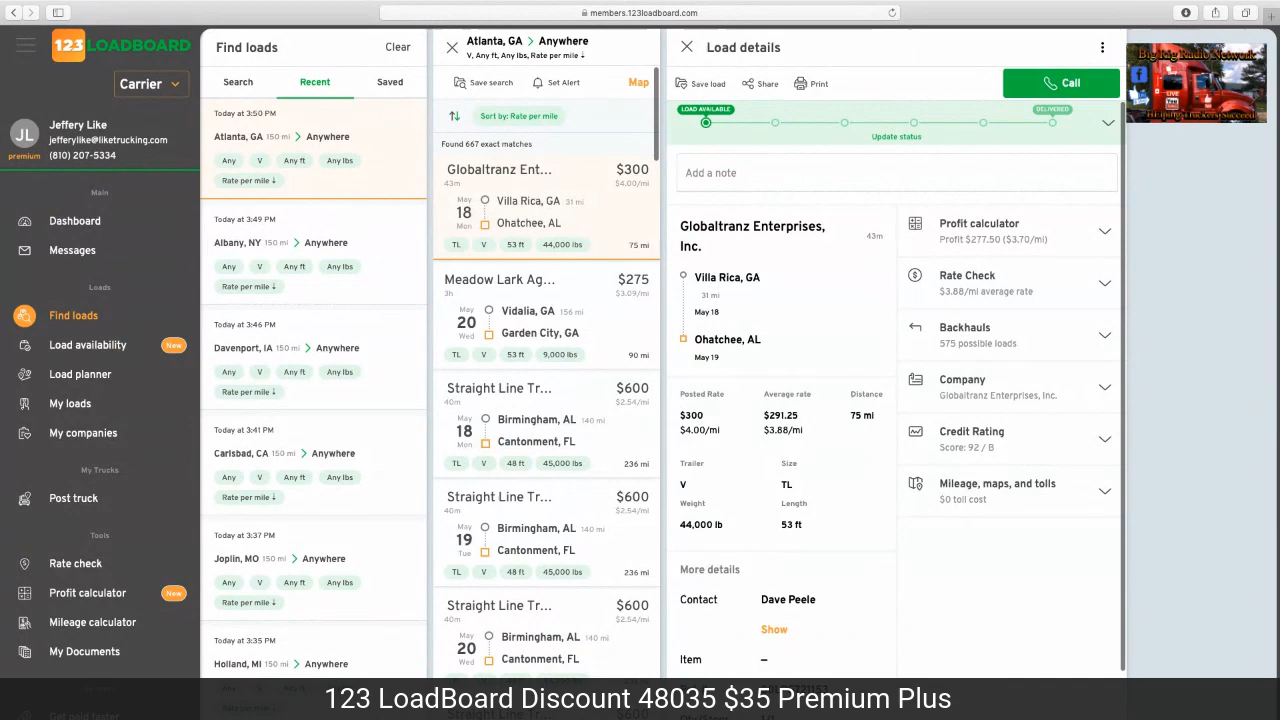 members.123loadboard.com
123LOADBOARD
Carrier
JL
premium
Jeffery Like
jefferylike@liketrucking.com
(810) 207-5334
Main
Dashboard
Messages
Loads
Find loads
Load availability New
Load planner
My loads
My companies
My Trucks
Post truck
Tools
Rate check
Profit calculator New
Mileage calculator
My Documents
Find loads Clear
Search Recent Saved
Today at 3:50 PM
Atlanta, GA 150 mi > Anywhere
Any V Any ft Any lbs
Rate per mile ↓
Today at 3:49 PM
Albany, NY 150 mi > Anywhere
Any V Any ft Any lbs
Rate per mile ↓
Today at 3:46 PM
Davenport, IA 150 mi > Anywhere
Any V Any ft Any lbs
Rate per mile ↓
Today at 3:41 PM
Carlsbad, CA 150 mi > Anywhere
Any V Any ft Any lbs
Rate per mile ↓
Today at 3:37 PM
Joplin, MO 150 mi > Anywhere
Any V Any ft Any lbs
Rate per mile ↓
Today at 3:35 PM
Holland, MI 150 mi > Anywhere
Atlanta, GA > Anywhere
V, Any ft, Any lbs, Rate per mile ↓
Save search Set Alert Map
Sort by: Rate per mile
Found 667 exact matches
Globaltranz Ent... $300
43m $4.00/mi
May 18 Mon
Villa Rica, GA 31 mi
Ohatchee, AL
TL V 53 ft 44,000 lbs 75 mi
Meadow Lark Ag... $275
3h $3.09/mi
May 20 Wed
Vidalia, GA 156 mi
Garden City, GA
TL V 53 ft 9,000 lbs 90 mi
Straight Line Tr... $600
40m $2.54/mi
May 18 Mon
Birmingham, AL 140 mi
Cantonment, FL
TL V 48 ft 45,000 lbs 236 mi
Straight Line Tr... $600
40m $2.54/mi
May 19 Tue
Birmingham, AL 140 mi
Cantonment, FL
TL V 48 ft 45,000 lbs 236 mi
Straight Line Tr... $600
40m $2.54/mi
May 20 Wed
Birmingham, AL 140 mi
Cantonment, FL
Load details
Save load Share Print Call
LOAD AVAILABLE DELIVERED
Update status
Add a note
Globaltranz Enterprises, Inc. 43m
Villa Rica, GA
31 mi
May 18
Ohatchee, AL
May 19
Posted Rate Average rate Distance
$300 $291.25 75 mi
$4.00/mi $3.88/mi
Trailer Size
V TL
Weight Length
44,000 lb 53 ft
More details
Contact Dave Peele
Show
Item –
Profit calculator
Profit $277.50 ($3.70/mi)
Rate Check
$3.88/mi average rate
Backhauls
575 possible loads
Company
Globaltranz Enterprises, Inc.
Credit Rating
Score: 92 / B
Mileage, maps, and tolls
$0 toll cost
Big Rig Radio Network
LIVE
Helping Truckers Succeed
123 LoadBoard Discount 48035 $35 Premium Plus